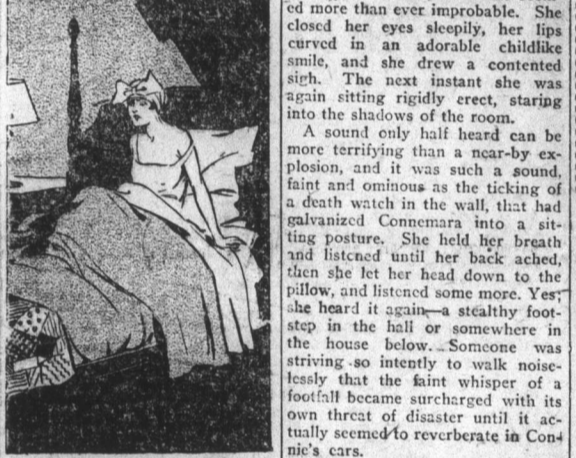 ed more than ever improbable. She
closed her eyes sleepily, her lips
curved in an adorable childlike
smile, and she drew a contented
sigh. The next instant she was
again sitting rigidly erect, staring
into the shadows of the room.
A sound only half heard can be
more terrifying than a near-by ex-
plosion, and it was such a sound,
faint and ominous as the ticking of
a death watch in the wall, that had
galvanized Connemara into a sit-
ting posture. She held her breath
and listened until her back ached,
then she let her head down to the
pillow, and listened some more. Yes;
she heard it again—a stealthy foot-
step in the hall or somewhere in
the house below. Someone was
striving so intently to walk noise-
lessly that the faint whisper of a
footfall became surcharged with its
own threat of disaster until it ac-
tually seemed to reverberate in Con-
nie's ears.